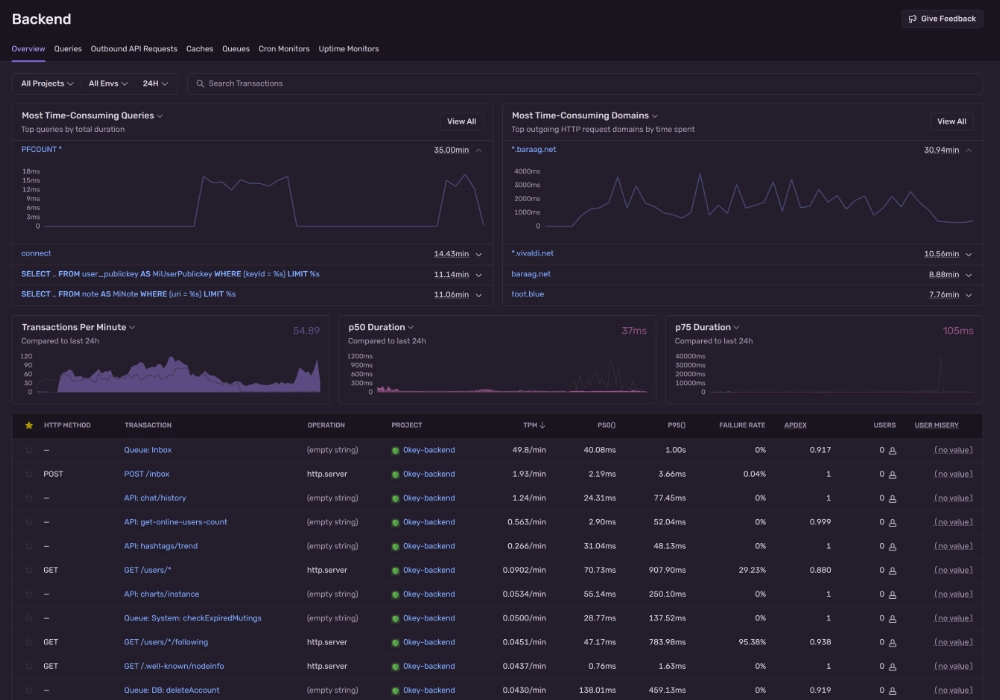 Backend
Give Feedback
Overview Queries Outbound API Requests Caches Queues Cron Monitors Uptime Monitors
All Projects All Envs 24H Search Transactions
Most Time-Consuming Queries
Top queries by total duration
View All
PFCOUNT * 35.00min
18ms
15ms
12ms
9ms
6ms
3ms
0
connect 14.43min
SELECT .. FROM user_publickey AS MiUserPublickey WHERE (keyId = %s) LIMIT %s 11.14min
SELECT .. FROM note AS MiNote WHERE (uri = %s) LIMIT %s 11.06min
Most Time-Consuming Domains
Top outgoing HTTP request domains by time spent
View All
*.baraag.net 30.94min
4000ms
3000ms
2000ms
1000ms
0
*.vivaldi.net 10.56min
baraag.net 8.88min
toot.blue 7.76min
Transactions Per Minute 54.89
Compared to last 24h
120
90
60
30
0
p50 Duration 37ms
Compared to last 24h
1200ms
900ms
600ms
300ms
0
p75 Duration 105ms
Compared to last 24h
40000ms
30000ms
20000ms
10000ms
0
HTTP METHOD TRANSACTION OPERATION PROJECT TPM ↓ P50() P95() FAILURE RATE APDEX USERS USER MISERY
— Queue: Inbox (empty string) 0key-backend 49.8/min 40.08ms 1.00s 0% 0.917 0 (no value)
POST POST /inbox http.server 0key-backend 1.93/min 2.19ms 3.66ms 0.04% 1 0 (no value)
— API: chat/history (empty string) 0key-backend 1.24/min 24.31ms 77.45ms 0% 1 0 (no value)
— API: get-online-users-count (empty string) 0key-backend 0.563/min 2.90ms 52.04ms 0% 0.999 0 (no value)
— API: hashtags/trend (empty string) 0key-backend 0.266/min 31.04ms 48.13ms 0% 1 0 (no value)
GET GET /users/* http.server 0key-backend 0.0902/min 70.73ms 907.90ms 29.23% 0.880 0 (no value)
— API: charts/instance (empty string) 0key-backend 0.0534/min 55.14ms 250.10ms 0% 1 0 (no value)
— Queue: System: checkExpiredMutings (empty string) 0key-backend 0.0500/min 28.77ms 137.52ms 0% 1 0 (no value)
GET GET /users/*/following http.server 0key-backend 0.0451/min 47.17ms 783.98ms 95.38% 0.938 0 (no value)
GET GET /.well-known/nodeinfo http.server 0key-backend 0.0437/min 0.76ms 1.63ms 0% 1 0 (no value)
— Queue: DB: deleteAccount (empty string) 0key-backend 0.0430/min 138.01ms 459.13ms 0% 0.919 0 (no value)